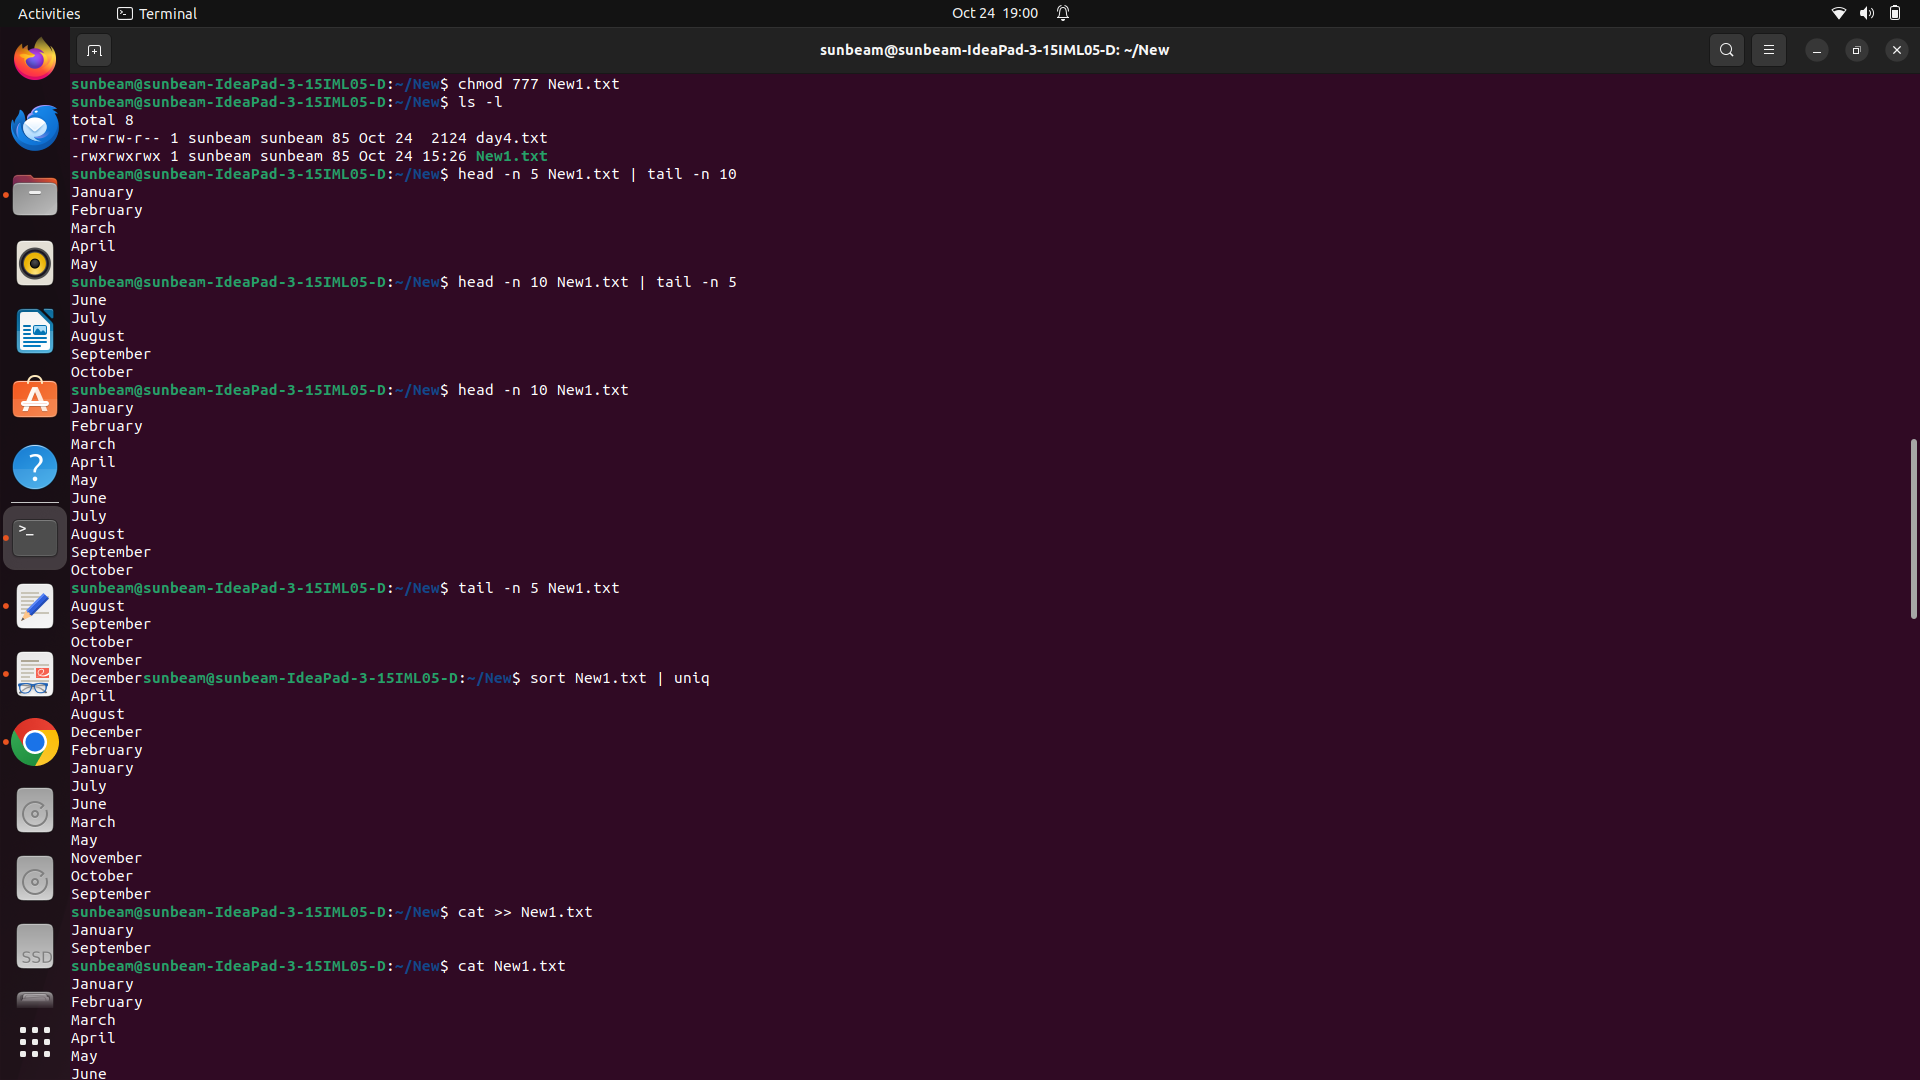 Activities
Terminal
Oct 24 19:00
sunbeam@sunbeam-IdeaPad-3-15IML05-D: ~/New
sunbeam@sunbeam-IdeaPad-3-15IML05-D:~/New$ chmod 777 New1.txt
sunbeam@sunbeam-IdeaPad-3-15IML05-D:~/New$ ls -l
total 8
-rw-rw-r-- 1 sunbeam sunbeam 85 Oct 24  2124 day4.txt
-rwxrwxrwx 1 sunbeam sunbeam 85 Oct 24 15:26 New1.txt
sunbeam@sunbeam-IdeaPad-3-15IML05-D:~/New$ head -n 5 New1.txt | tail -n 10
January
February
March
April
May
sunbeam@sunbeam-IdeaPad-3-15IML05-D:~/New$ head -n 10 New1.txt | tail -n 5
June
July
August
September
October
sunbeam@sunbeam-IdeaPad-3-15IML05-D:~/New$ head -n 10 New1.txt
January
February
March
April
May
June
July
August
September
October
sunbeam@sunbeam-IdeaPad-3-15IML05-D:~/New$ tail -n 5 New1.txt
August
September
October
November
Decembersunbeam@sunbeam-IdeaPad-3-15IML05-D:~/New$ sort New1.txt | uniq
April
August
December
February
January
July
June
March
May
November
October
September
sunbeam@sunbeam-IdeaPad-3-15IML05-D:~/New$ cat >> New1.txt
January
September
sunbeam@sunbeam-IdeaPad-3-15IML05-D:~/New$ cat New1.txt
January
February
March
April
May
June
SSD